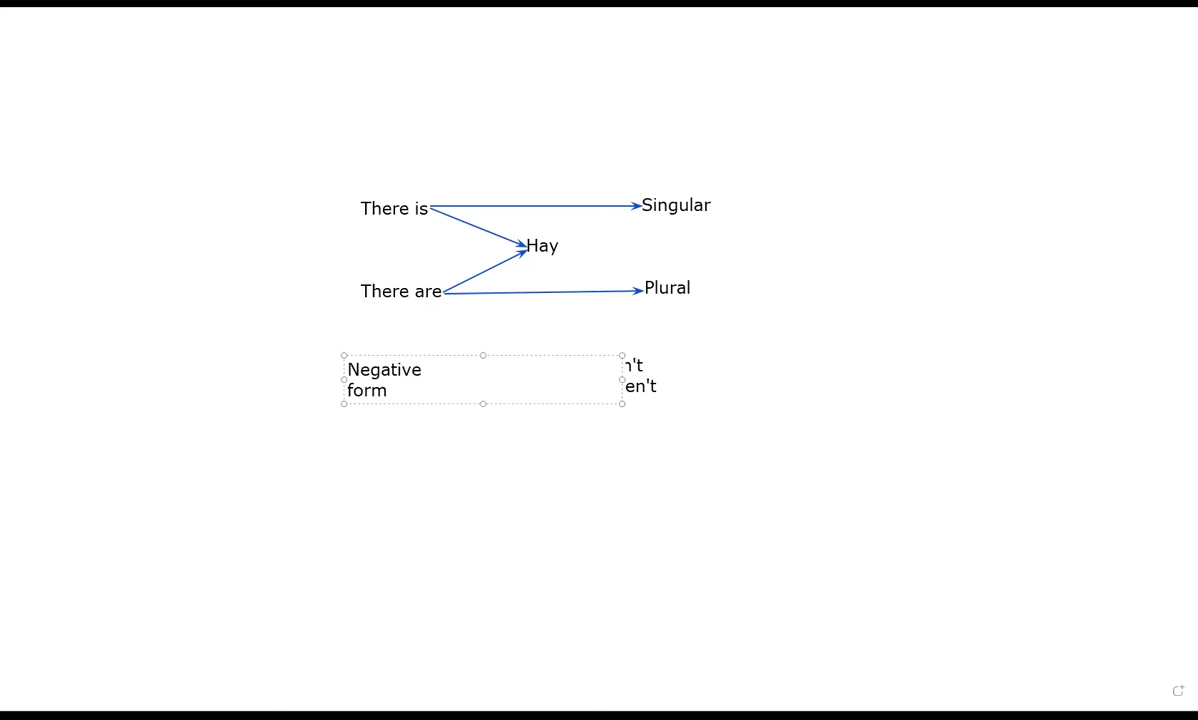 There is
Singular
Hay
There are
Plural
Negative
form
n't
en't